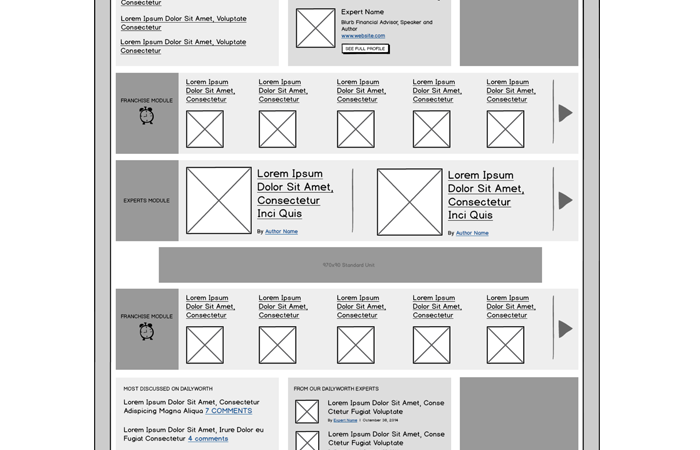 Consectetur
Lorem Ipsum Dolor Sit Amet, Voluptate
Consectetur
Lorem Ipsum Dolor Sit Amet, Voluptate
Consectetur
Expert Name
Blurb Financial Advisor, Speaker and
Author
www.website.com
SEE FULL PROFILE
FRANCHISE MODULE
Lorem Ipsum
Dolor Sit Amet,
Consectetur
Lorem Ipsum
Dolor Sit Amet,
Consectetur
Lorem Ipsum
Dolor Sit Amet,
Consectetur
Lorem Ipsum
Dolor Sit Amet,
Consectetur
Lorem Ipsum
Dolor Sit Amet,
Consectetur
EXPERTS MODULE
Lorem Ipsum
Dolor Sit Amet,
Consectetur
Inci Quis
By Author Name
Lorem Ipsum
Dolor Sit Amet,
Consectetur
Inci Quis
By Author Name
970x90 Standard Unit
FRANCHISE MODULE
Lorem Ipsum
Dolor Sit Amet,
Consectetur
Lorem Ipsum
Dolor Sit Amet,
Consectetur
Lorem Ipsum
Dolor Sit Amet,
Consectetur
Lorem Ipsum
Dolor Sit Amet,
Consectetur
Lorem Ipsum
Dolor Sit Amet,
Consectetur
MOST DISCUSSED ON DAILYWORTH
Lorem Ipsum Dolor Sit Amet, Consectetur
Adipiscing Magna Aliqua 7 COMMENTS
Lorem Ipsum Dolor Sit Amet, Irure Dolor eu
Fugiat Consectetur 4 comments
FROM OUR DAILYWORTH EXPERTS
Lorem Ipsum Dolor Sit Amet, Conse
Ctetur Fugiat Voluptate
By Expert Name | October 28, 2014
Lorem Ipsum Dolor Sit Amet, Conse
Ctetur Fugiat Voluptate